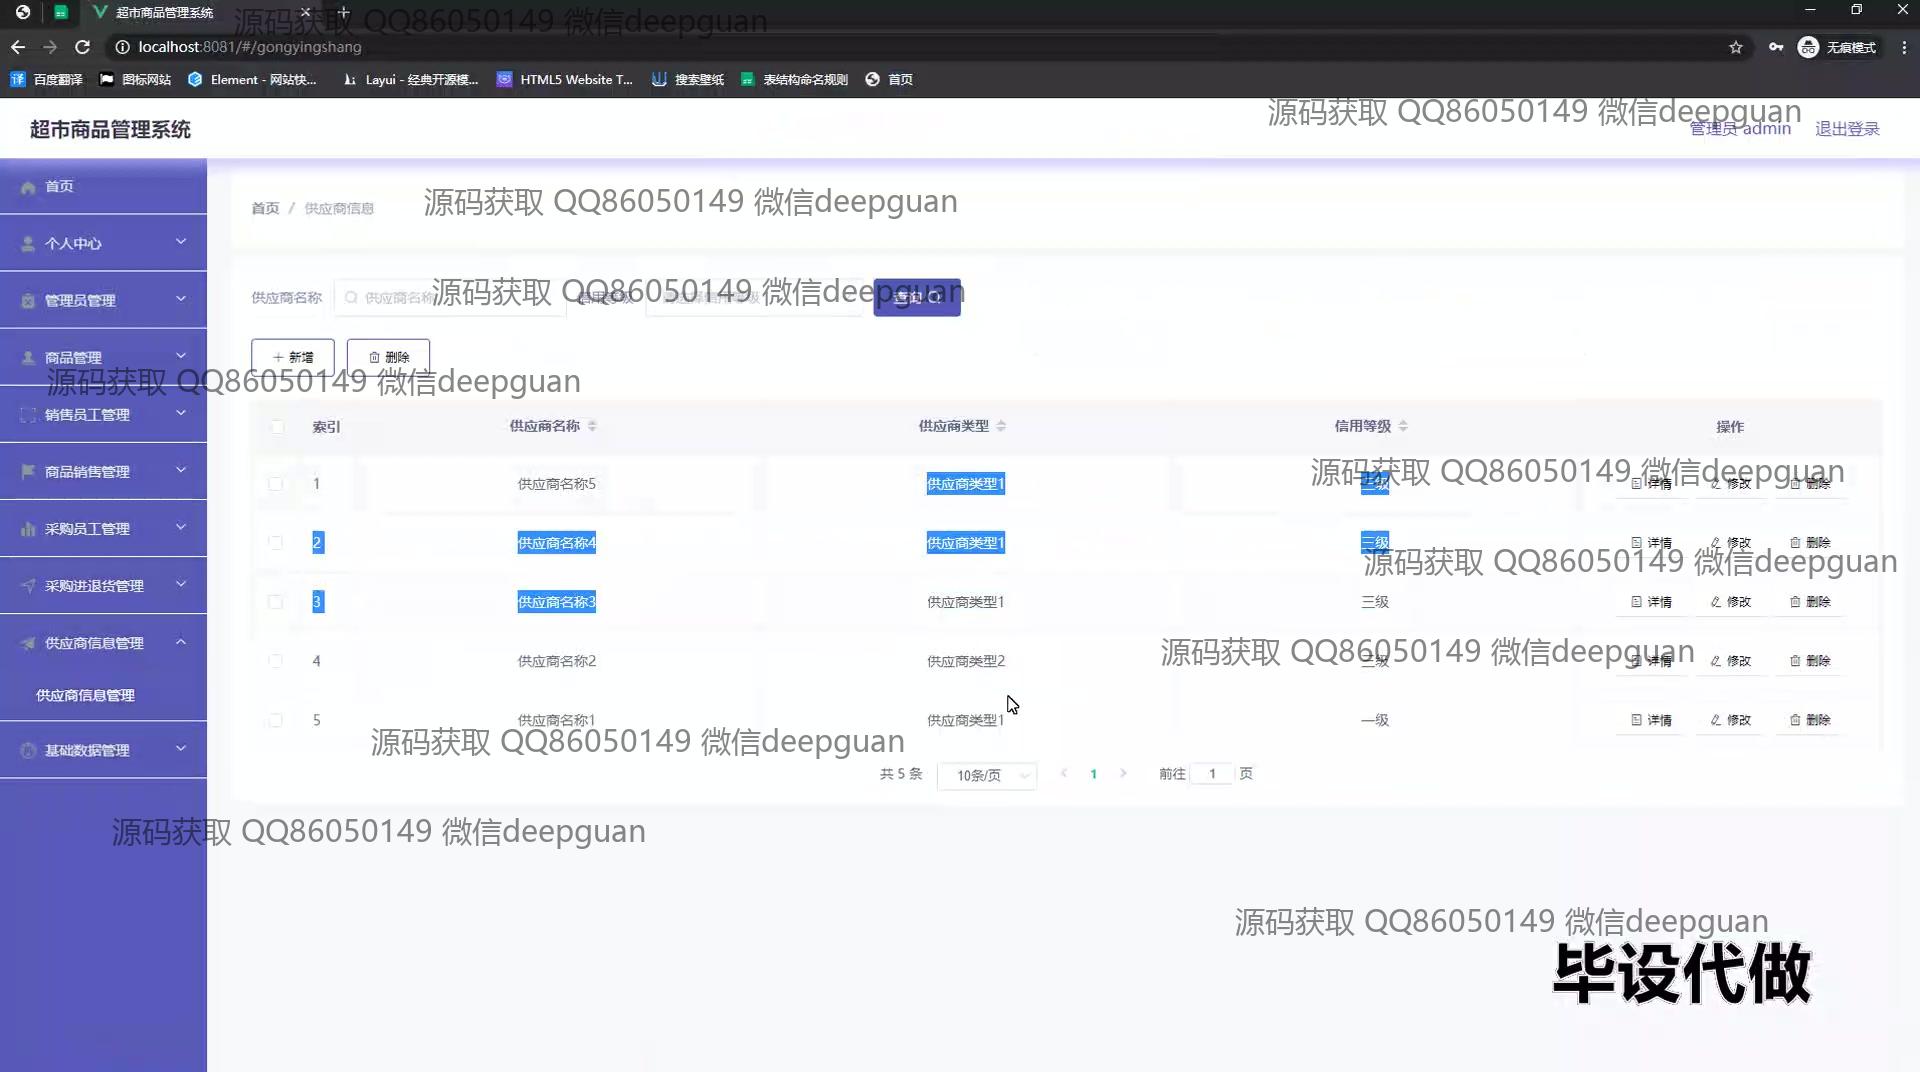 超市商品管理系统
源码获取 QQ86050149 微信deepguan
localhost:8081/#/gongyingshang
无痕模式
百度翻译
图标网站
Element - 网站快...
Layui - 经典开源模...
HTML5 Website T...
搜索壁纸
表结构命名规则
首页
源码获取 QQ86050149 微信deepguan
超市商品管理系统
管理员 admin
退出登录
首页
个人中心
管理员管理
商品管理
销售员工管理
商品销售管理
采购员工管理
采购进退货管理
供应商信息管理
供应商信息管理
基础数据管理
首页 / 供应商信息
源码获取 QQ86050149 微信deepguan
供应商名称
供应商名称
信用等级
查询
源码获取 QQ86050149 微信deepguan
新增
删除
源码获取 QQ86050149 微信deepguan
索引 供应商名称 供应商类型 信用等级 操作
1 供应商名称5 供应商类型1 详情 修改 删除
源码获取 QQ86050149 微信deepguan
2 供应商名称4 供应商类型1 三级 详情 修改 删除
源码获取 QQ86050149 微信deepguan
3 供应商名称3 供应商类型1 三级 详情 修改 删除
4 供应商名称2 供应商类型2 详情 修改 删除
源码获取 QQ86050149 微信deepguan
5 供应商名称1 供应商类型1 一级 详情 修改 删除
源码获取 QQ86050149 微信deepguan
共 5 条 10条/页 1 前往 1 页
源码获取 QQ86050149 微信deepguan
源码获取 QQ86050149 微信deepguan
毕设代做